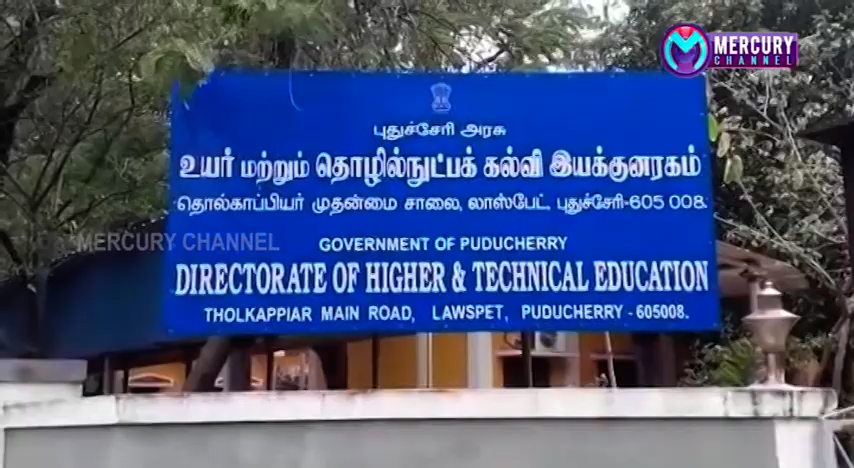 MERCURY
CHANNEL
புதுச்சேரி அரசு
உயர் மற்றும் தொழில்நுட்பக் கல்வி இயக்குனரகம்
தொல்காப்பியர் முதன்மை சாலை, லாஸ்பேட், புதுச்சேரி-605 008.
MERCURY CHANNEL
GOVERNMENT OF PUDUCHERRY
DIRECTORATE OF HIGHER & TECHNICAL EDUCATION
THOLKAPPIAR MAIN ROAD, LAWSPET, PUDUCHERRY-605008.